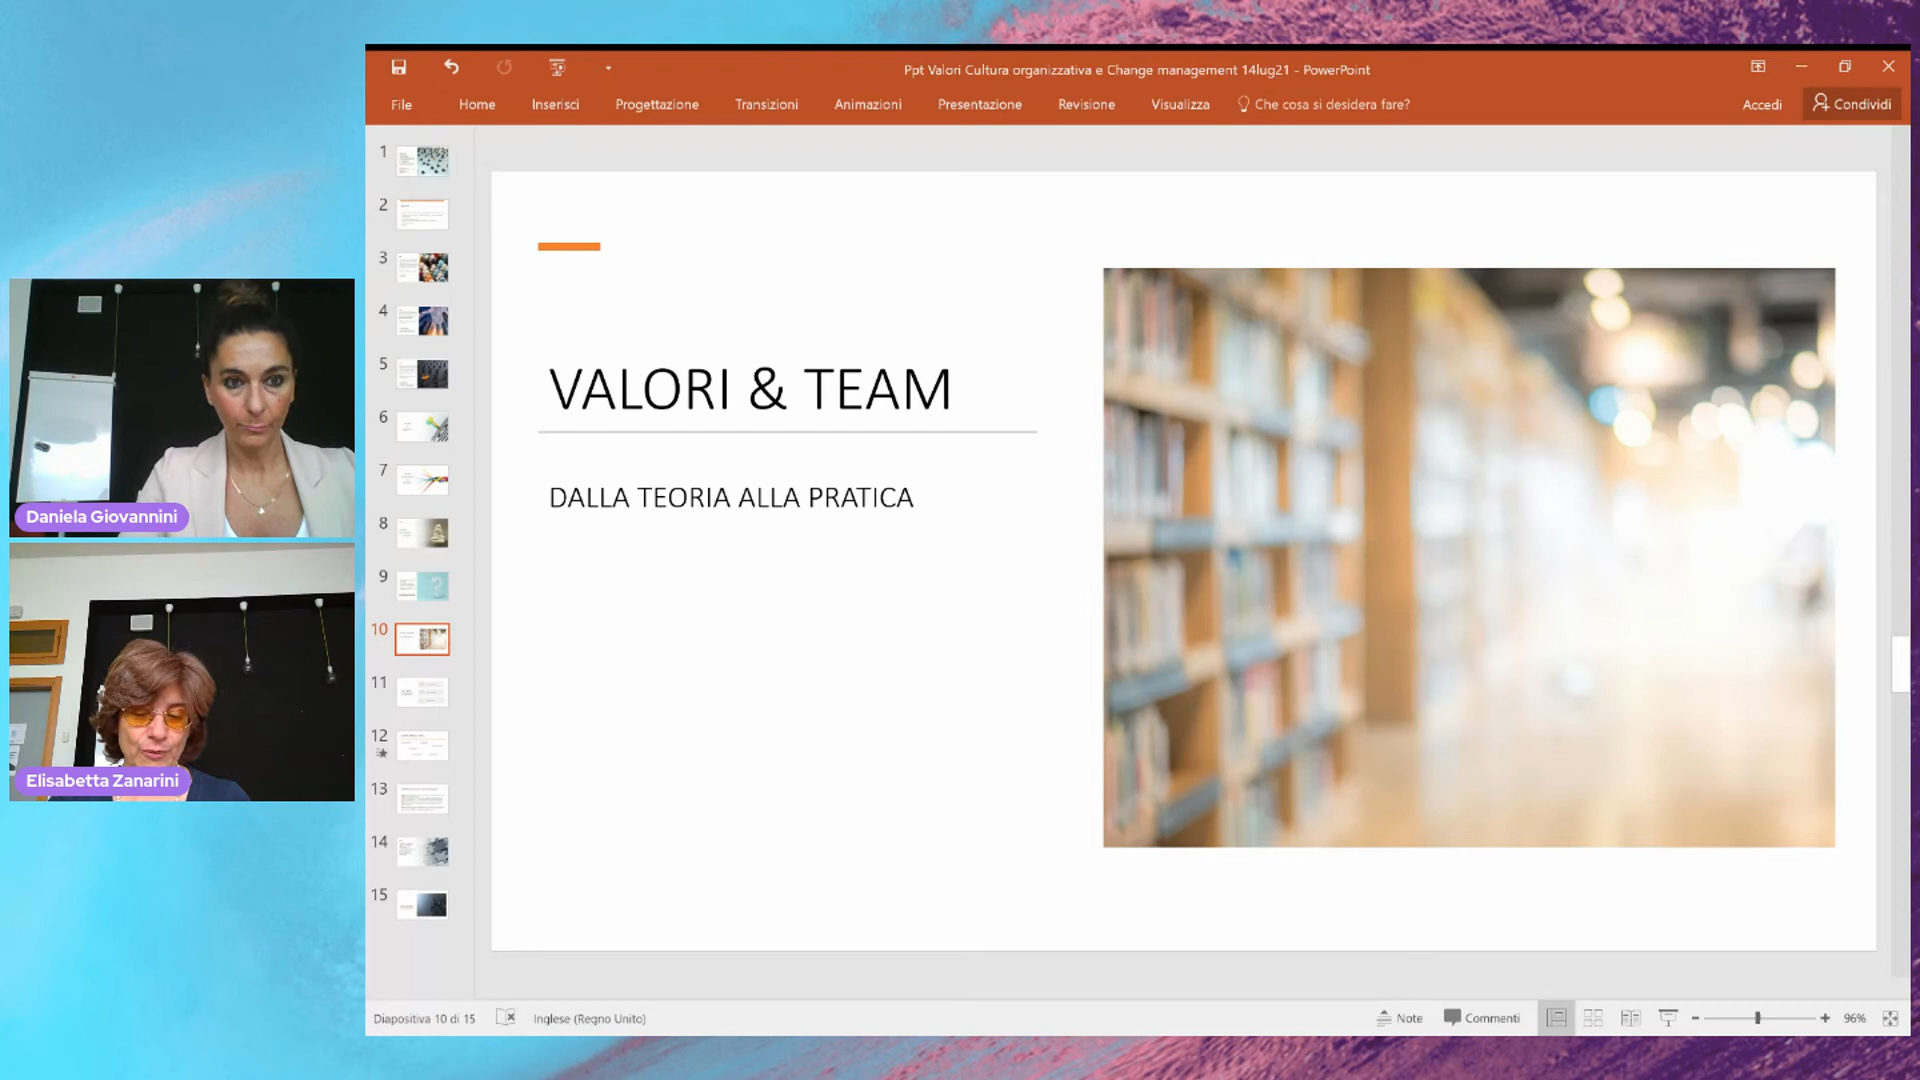 Ppt Valori Cultura organizzativa e Change management 14lug21 - PowerPoint
File Home Inserisci Progettazione Transizioni Animazioni Presentazione Revisione Visualizza Che cosa si desidera fare? Accedi Condividi
1
2
3
4
5
6
7
8
9
10
11
12
13
14
15
VALORI & TEAM
DALLA TEORIA ALLA PRATICA
Daniela Giovannini
Elisabetta Zanarini
Diapositiva 10 di 15 Inglese (Regno Unito) Note Commenti 96%